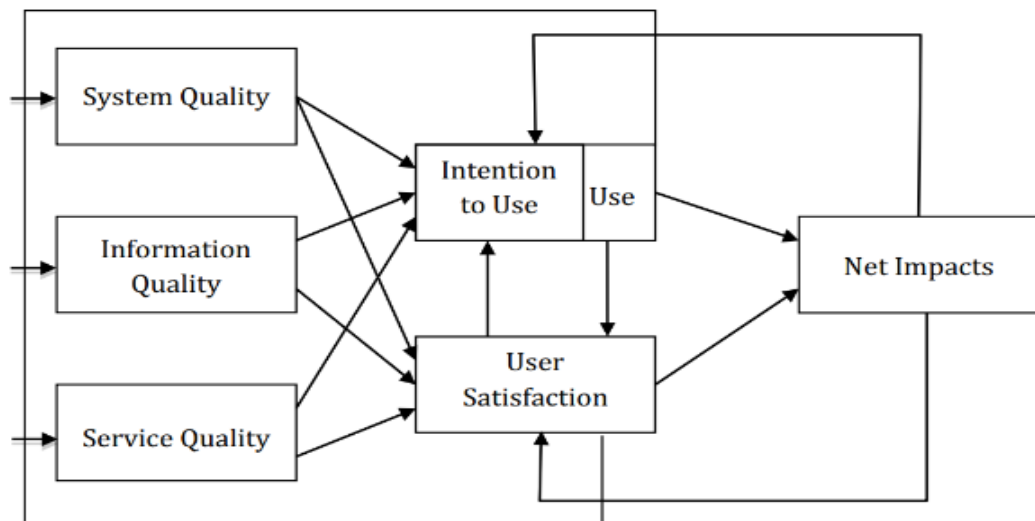 System Quality
Intention
to Use
Use
Information
Quality
Net Impacts
User
Satisfaction
Service Quality